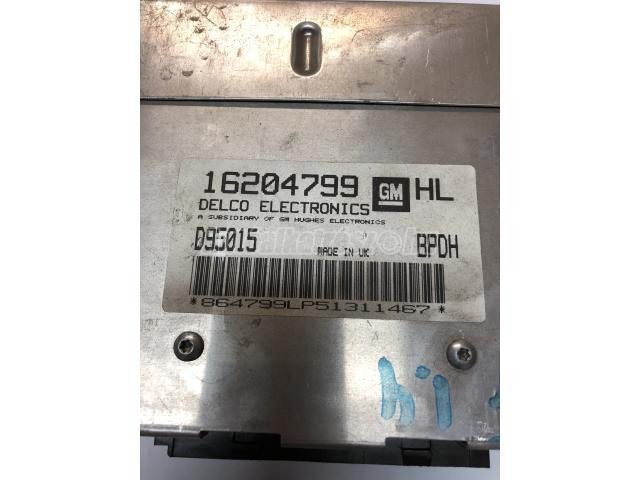 16204799 GM HL
DELCO ELECTRONICS
A SUBSIDIARY OF GM HUGHES ELECTRONICS
D95015 MADE IN UK BPDH
*864799LP51311467*